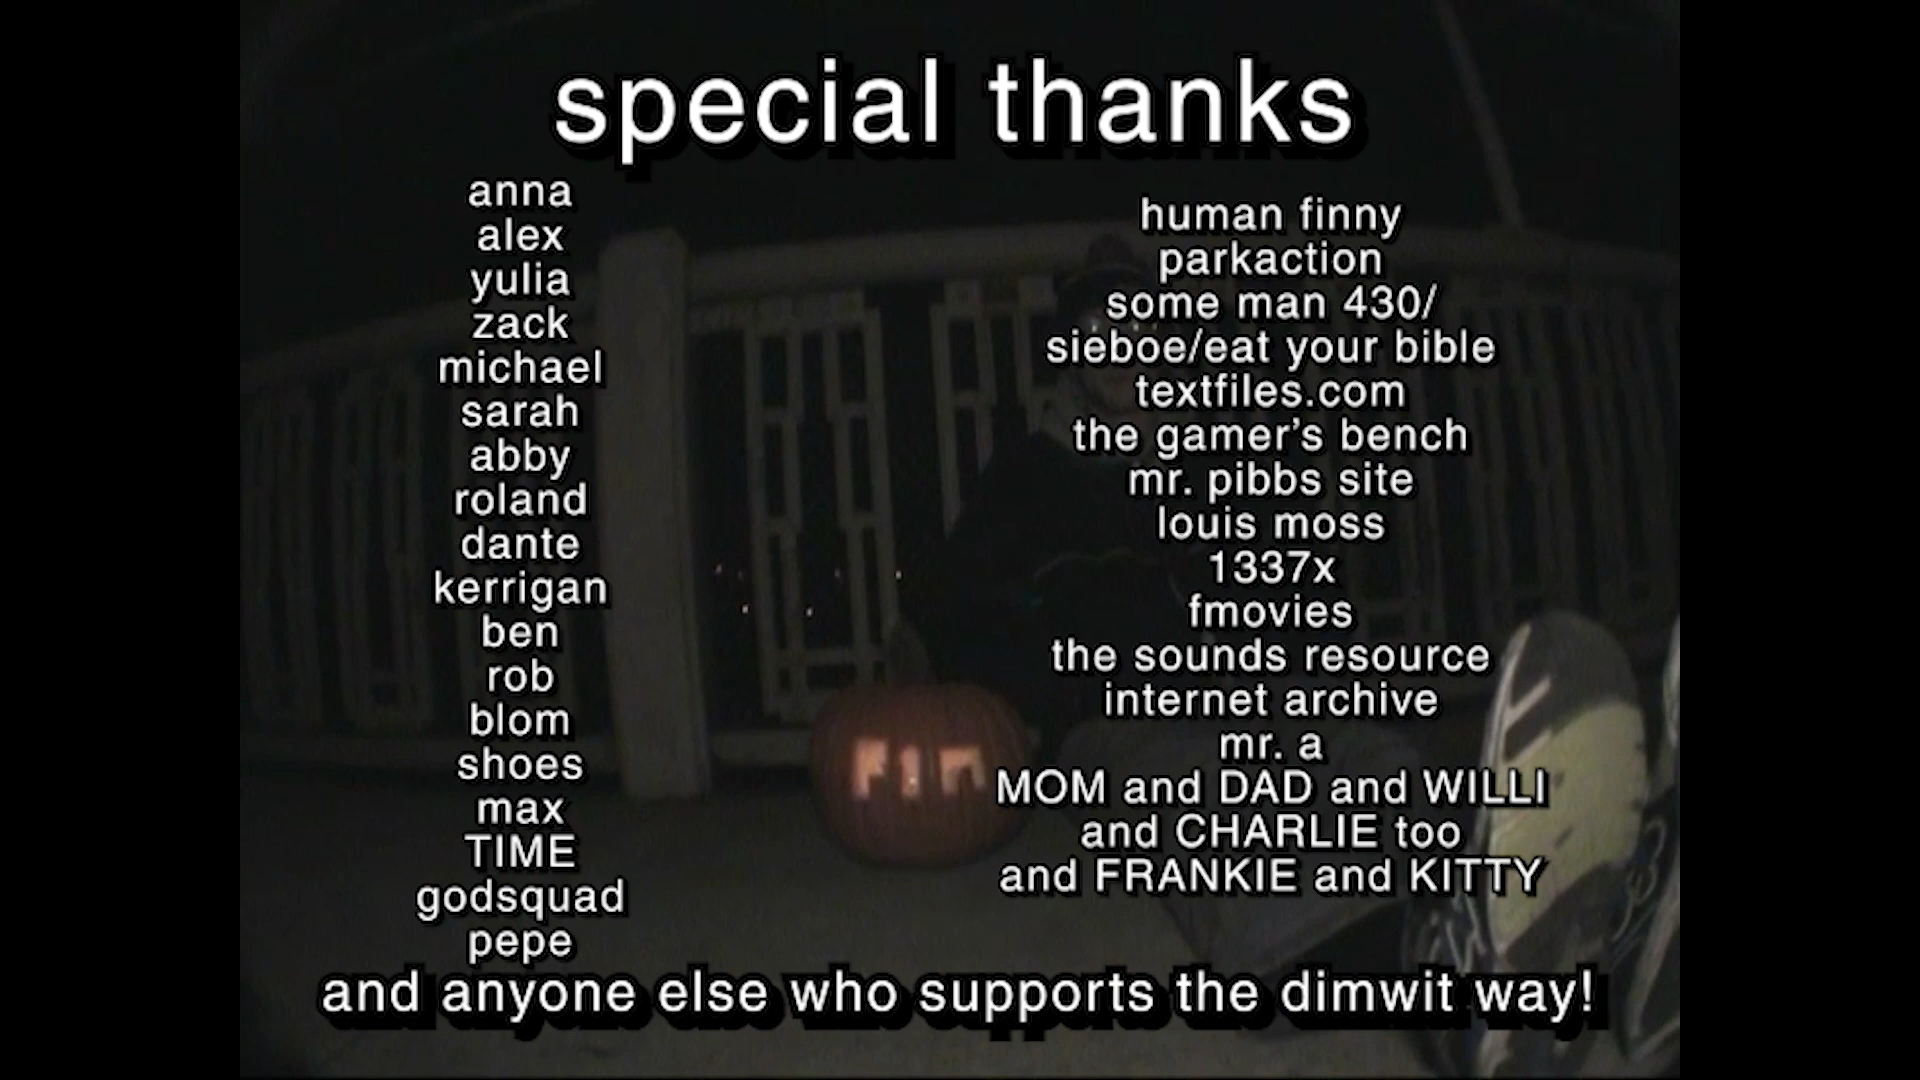 special thanks
anna
alex
yulia
zack
michael
sarah
abby
roland
dante
kerrigan
ben
rob
blom
shoes
max
TIME
godsquad
pepe
human finny
parkaction
some man 430/
sieboe/eat your bible
textfiles.com
the gamer’s bench
mr. pibbs site
louis moss
1337x
fmovies
the sounds resource
internet archive
mr. a
MOM and DAD and WILLI
and CHARLIE too
and FRANKIE and KITTY
FIN
and anyone else who supports the dimwit way!